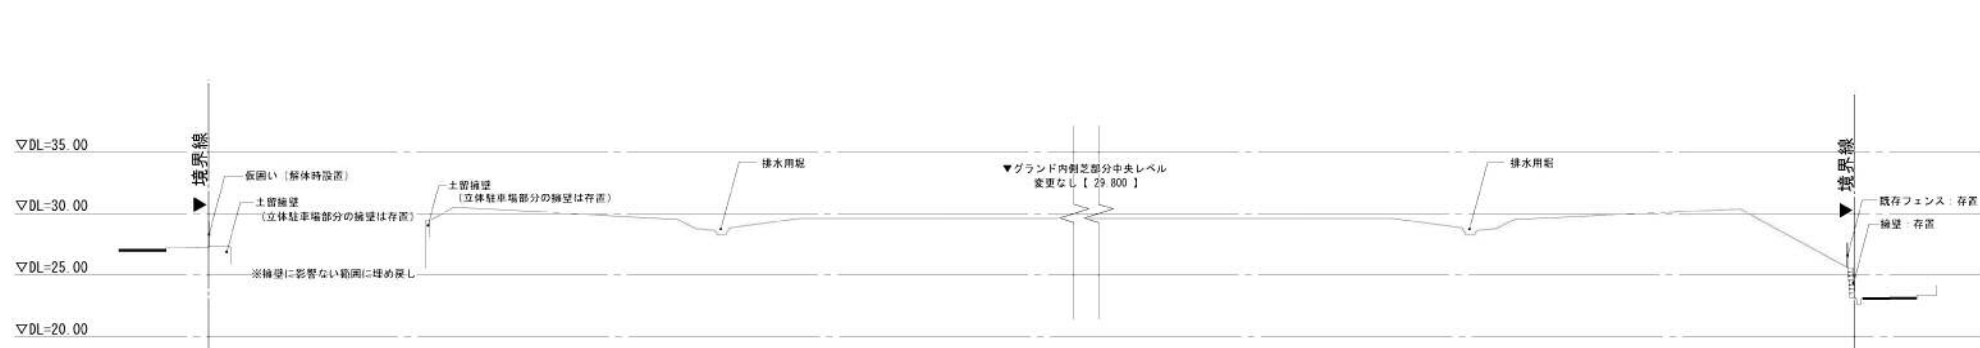 ▽DL=35.00
▽DL=30.00
▽DL=25.00
▽DL=20.00
境界線
仮囲い（解体時設置）
土留擁壁
（立体駐車場部分の擁壁は存置）
※擁壁に影響ない範囲に埋め戻し
土留擁壁
（立体駐車場部分の擁壁は存置）
排水用堀
▼グランド内側芝部分中央レベル
変更なし【 29.800 】
排水用堀
境界線
既存フェンス：存置
擁壁：存置